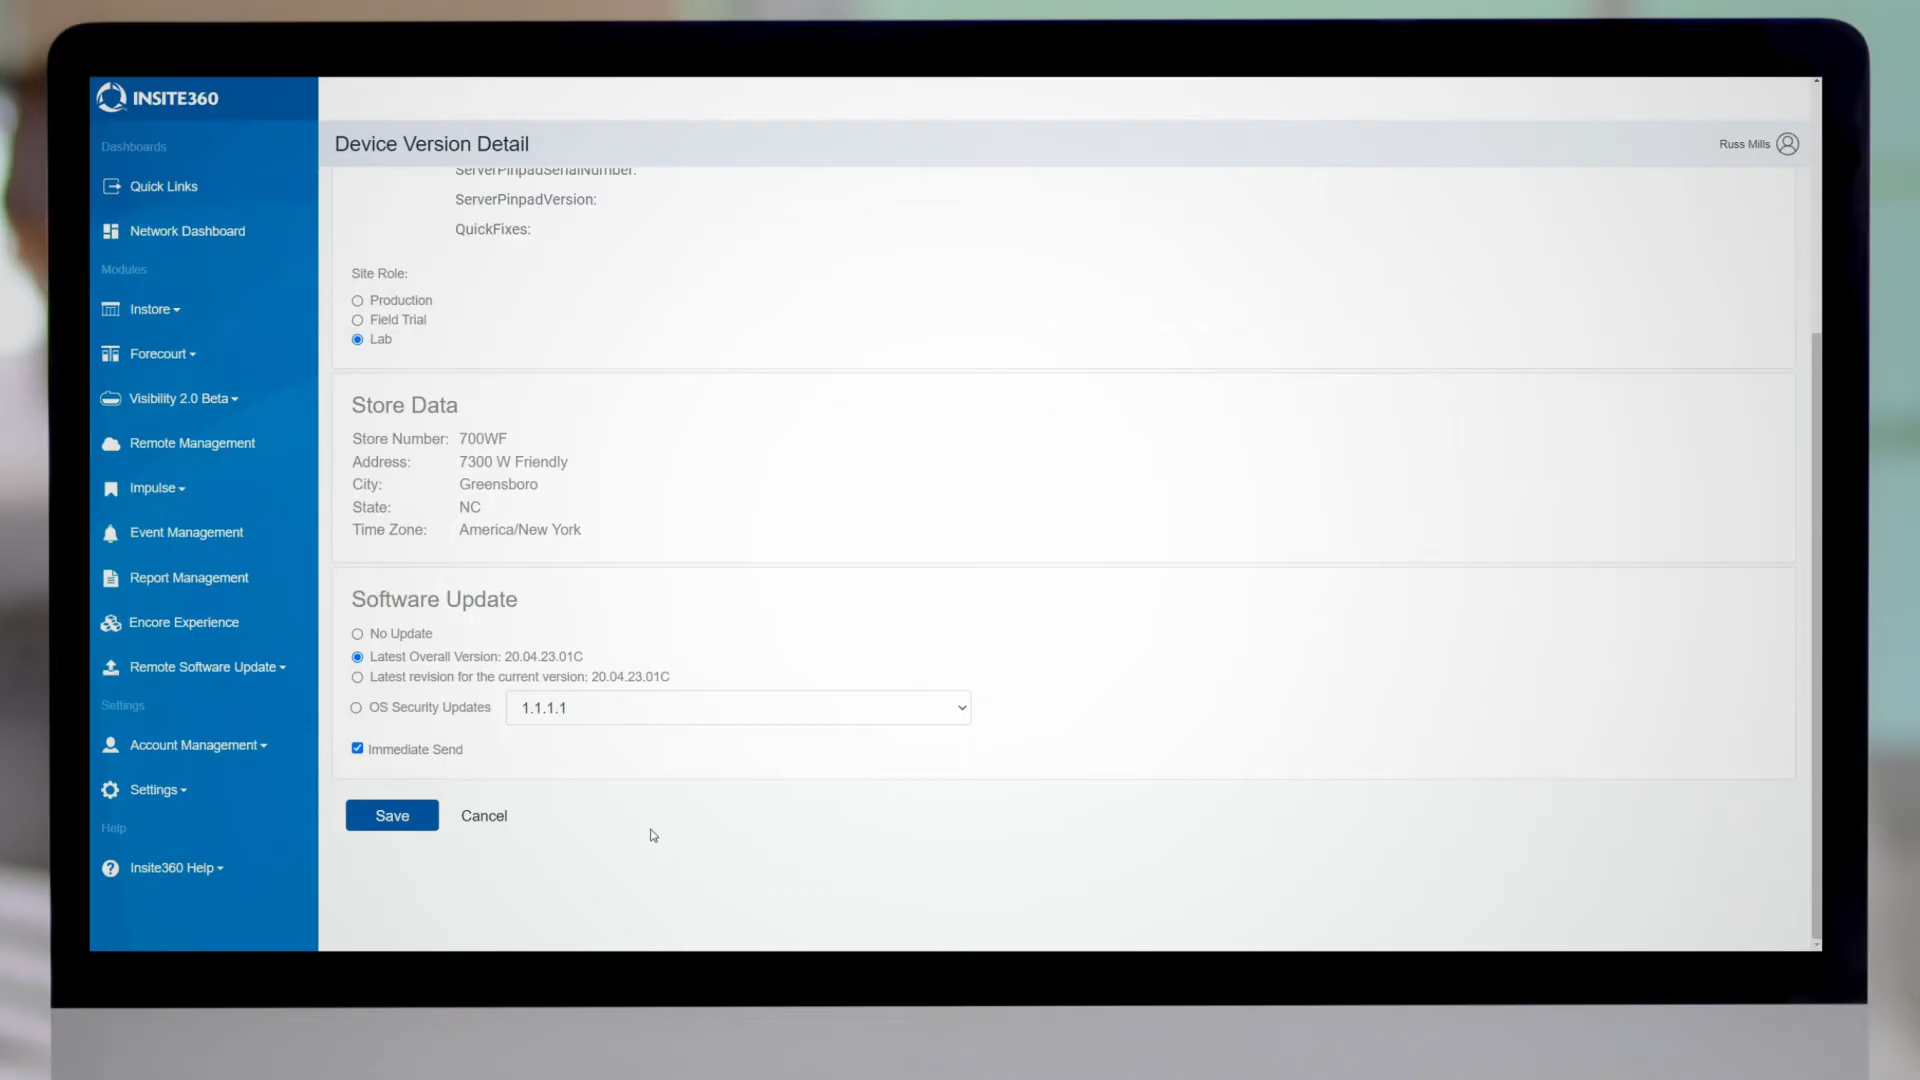 INSITE360
Dashboards
Quick Links
Network Dashboard
Modules
Instore
Forecourt
Visibility 2.0 Beta
Remote Management
Impulse
Event Management
Report Management
Encore Experience
Remote Software Update
Settings
Account Management
Settings
Help
Insite360 Help
Device Version Detail
Russ Mills
ServerPinpadSerialNumber:
ServerPinpadVersion:
QuickFixes:
Site Role:
Production
Field Trial
Lab
Store Data
Store Number: 700WF
Address: 7300 W Friendly
City: Greensboro
State: NC
Time Zone: America/New York
Software Update
No Update
Latest Overall Version: 20.04.23.01C
Latest revision for the current version: 20.04.23.01C
OS Security Updates 1.1.1.1
Immediate Send
Save Cancel